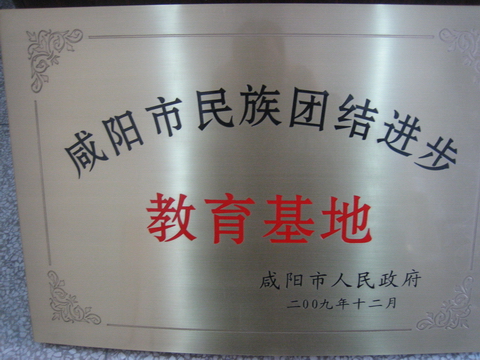 咸阳市民族团结进步
教育基地
咸阳市人民政府
二00九年十二月